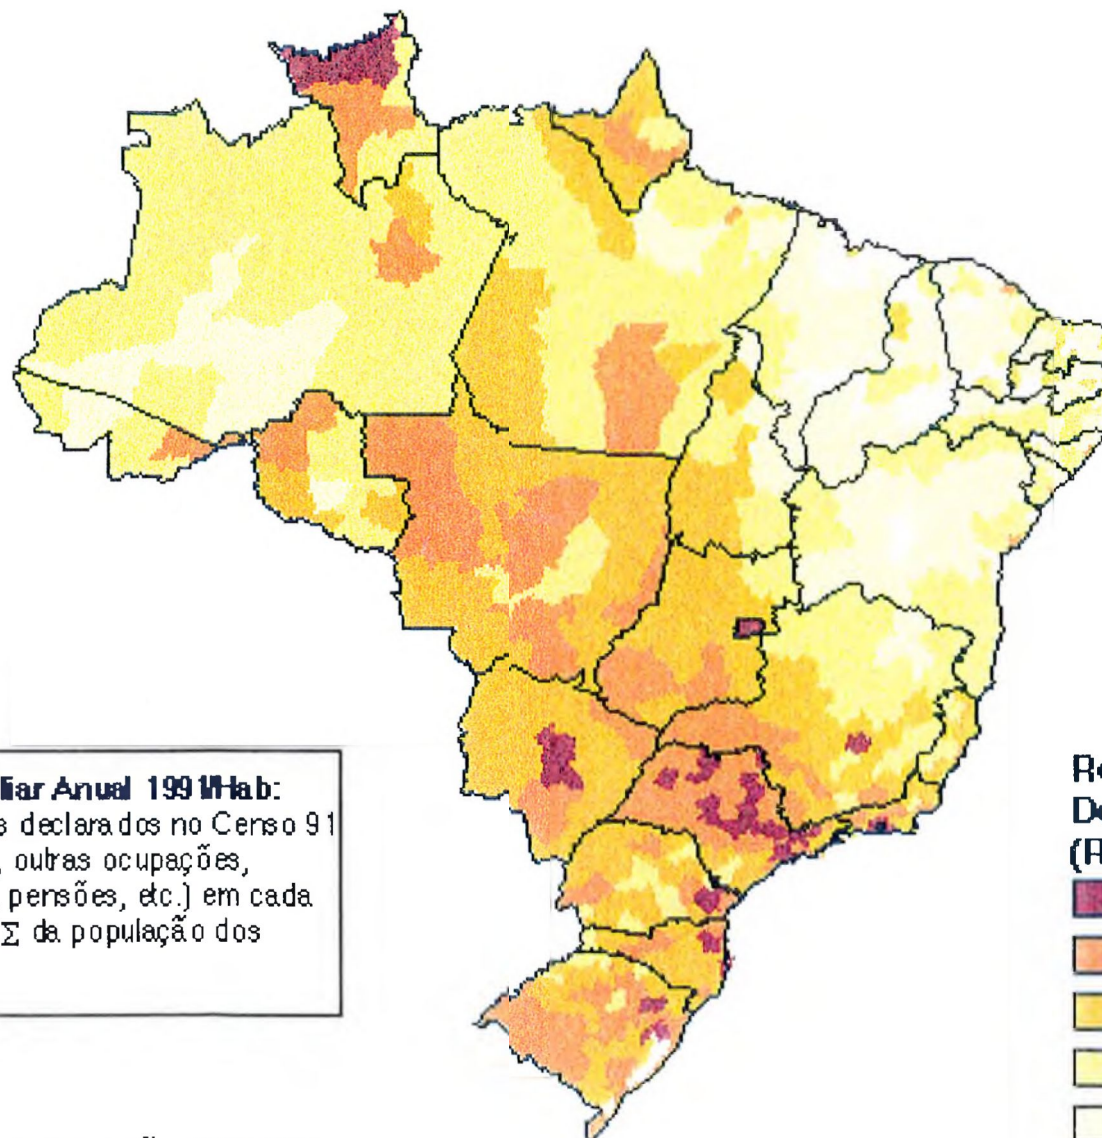 liar Anual 1991/Hab:
s declarados no Censo 91
, outras ocupações,
pensões, etc.) em cada
Σ da população dos
Re
De
(R